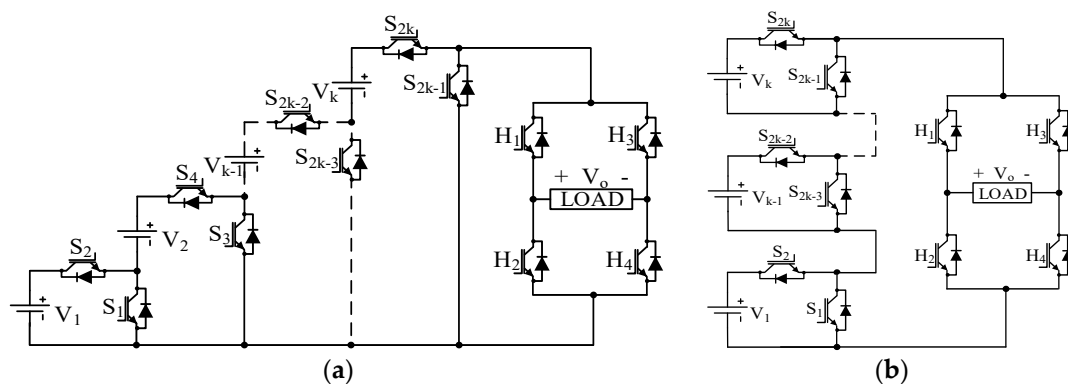 S2k
Vk
S2k-1
S2k-2
Vk-1
S2k-3
S4
V2
S3
S2
V1
S1
H1
H3
+ Vo -
LOAD
H2
H4
(a)
S2k
Vk
S2k-1
S2k-2
Vk-1
S2k-3
S2
V1
S1
H1
H3
+ Vo -
LOAD
H2
H4
(b)